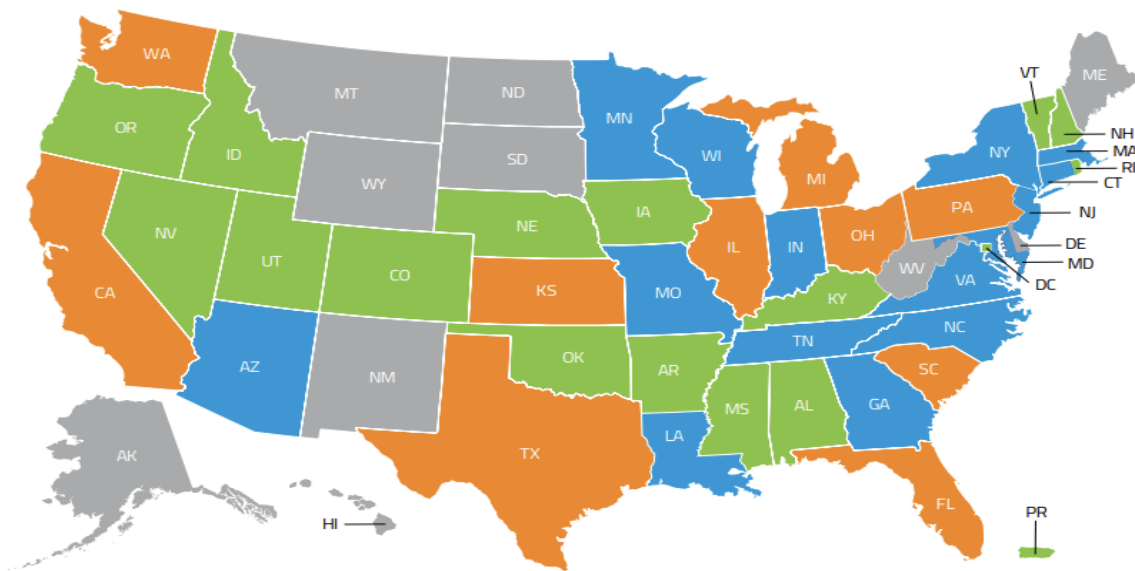 WA
MT
ND
MN
VT
ME
OR
ID
SD
WI
NY
NH
MA
RI
CT
WY
MI
NV
UT
CO
NE
IA
IL
IN
OH
PA
NJ
DE
MD
DC
WV
VA
CA
KS
MO
KY
AZ
NM
OK
AR
TN
NC
SC
MS
AL
GA
LA
TX
FL
AK
HI
PR